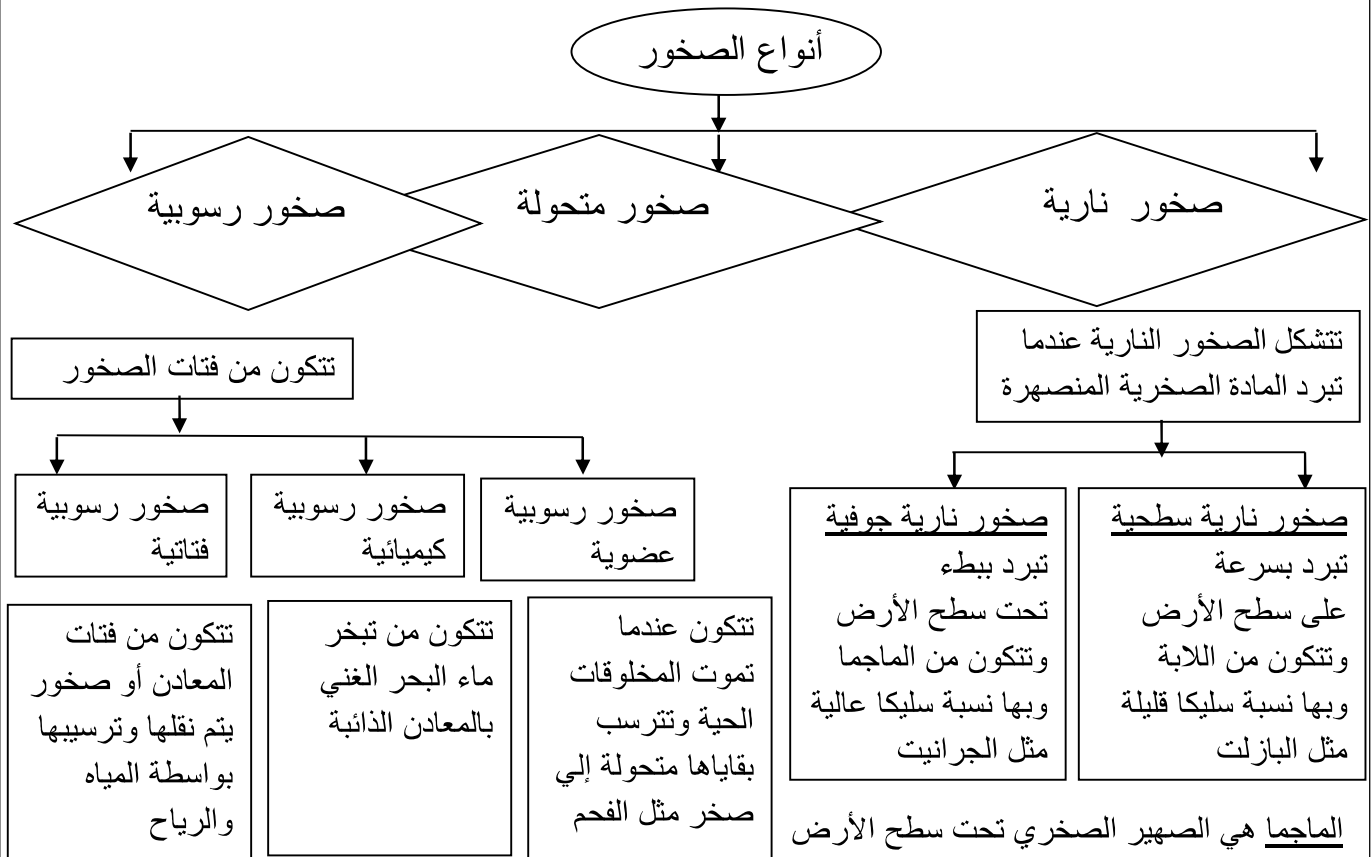 أنواع الصخور
صخور نارية
صخور متحولة
صخور رسوبية
تتشكل الصخور النارية عندما
تبرد المادة الصخرية المنصهرة
صخور نارية سطحية
تبرد بسرعة
على سطح الأرض
وتتكون من اللابة
وبها نسبة سليكا قليلة
مثل البازلت
صخور نارية جوفية
تبرد ببطء
تحت سطح الأرض
وتتكون من الماجما
وبها نسبة سليكا عالية
مثل الجرانيت
الماجما هي الصهير الصخري تحت سطح الأرض
تتكون من فتات الصخور
صخور رسوبية
عضوية
تتكون عندما
تموت المخلوقات
الحية وتترسب
بقاياها متحولة إلي
صخر مثل الفحم
صخور رسوبية
كيميائية
تتكون من تبخر
ماء البحر الغني
بالمعادن الذائبة
صخور رسوبية
فتاتية
تتكون من فتات
المعادن أو صخور
يتم نقلها وترسيبها
بواسطة المياه
والرياح